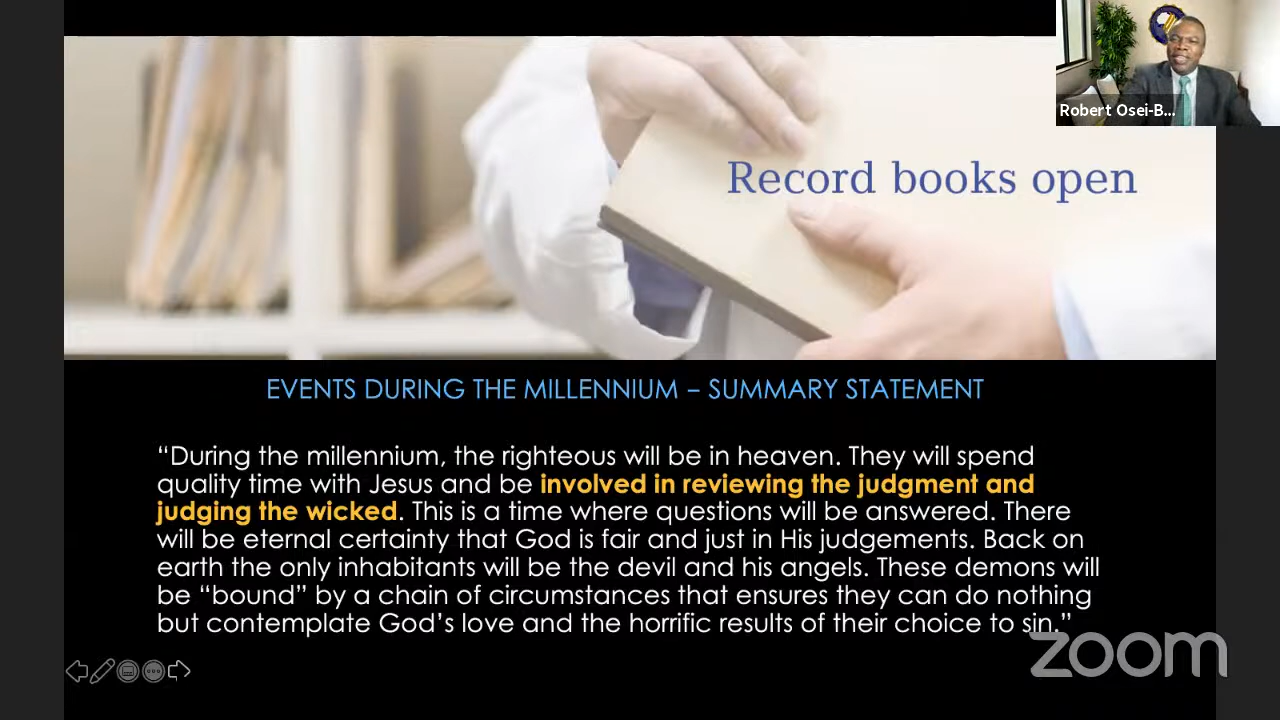 Robert Osei-B...
Record books open
EVENTS DURING THE MILLENNIUM – SUMMARY STATEMENT
“During the millennium, the righteous will be in heaven. They will spend
quality time with Jesus and be involved in reviewing the judgment and
judging the wicked. This is a time where questions will be answered. There
will be eternal certainty that God is fair and just in His judgements. Back on
earth the only inhabitants will be the devil and his angels. These demons will
be “bound” by a chain of circumstances that ensures they can do nothing
but contemplate God’s love and the horrific results of their choice to sin.”
zoom